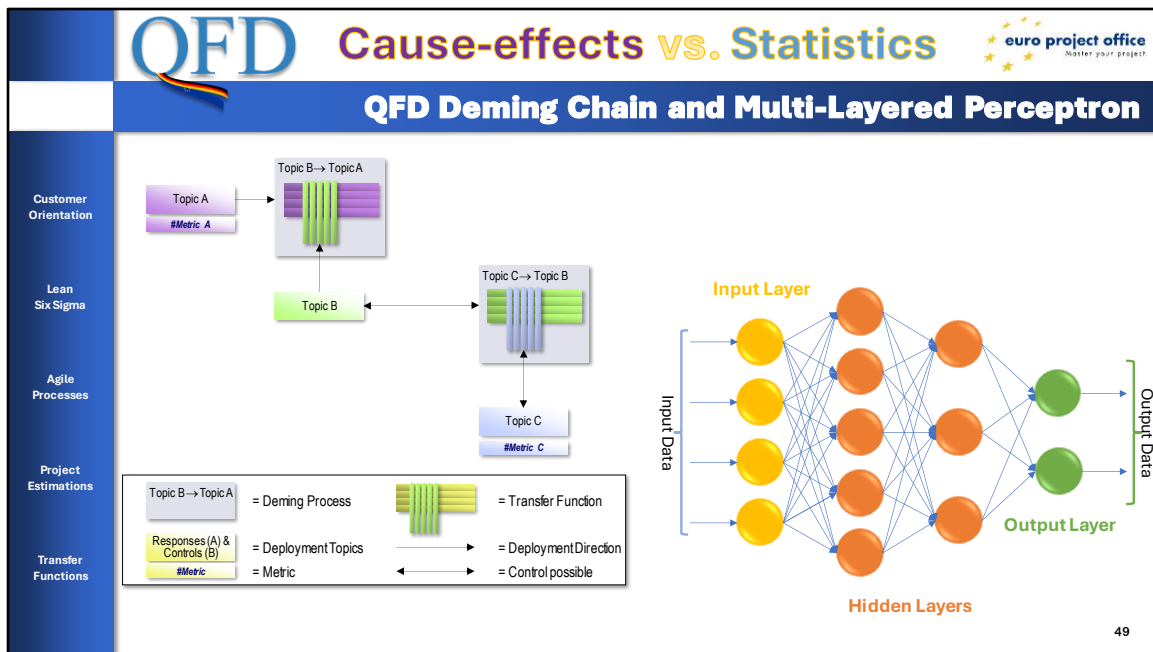 QFD
Cause-effects vs. Statistics
euro project office
Master your project.
QFD Deming Chain and Multi-Layered Perceptron
Customer
Orientation
Lean
Six Sigma
Agile
Processes
Project
Estimations
Transfer
Functions
Topic A
#Metric A
Topic B→Topic A
Topic B
Topic C→Topic B
Topic C
#Metric C
Topic B→Topic A
= Deming Process
= Transfer Function
Responses (A) &
Controls (B)
= Deployment Topics
= Deployment Direction
#Metric
= Metric
= Control possible
Input Layer
Input Data
Output Data
Output Layer
Hidden Layers
49